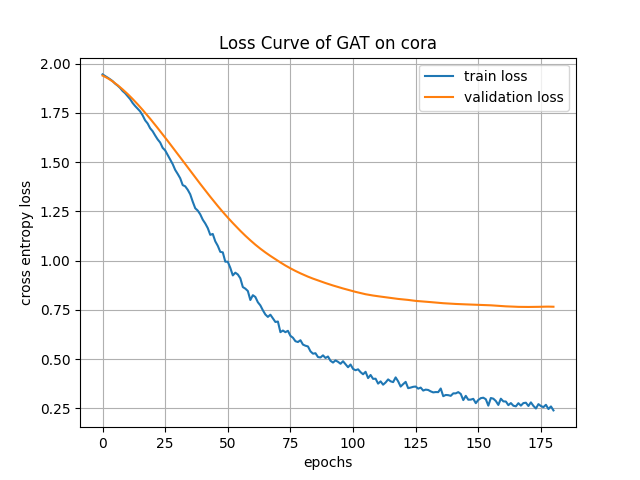 Loss Curve of GAT on cora
train loss
validation loss
cross entropy loss
2.00
1.75
1.50
1.25
1.00
0.75
0.50
0.25
0 25 50 75 100 125 150 175
epochs